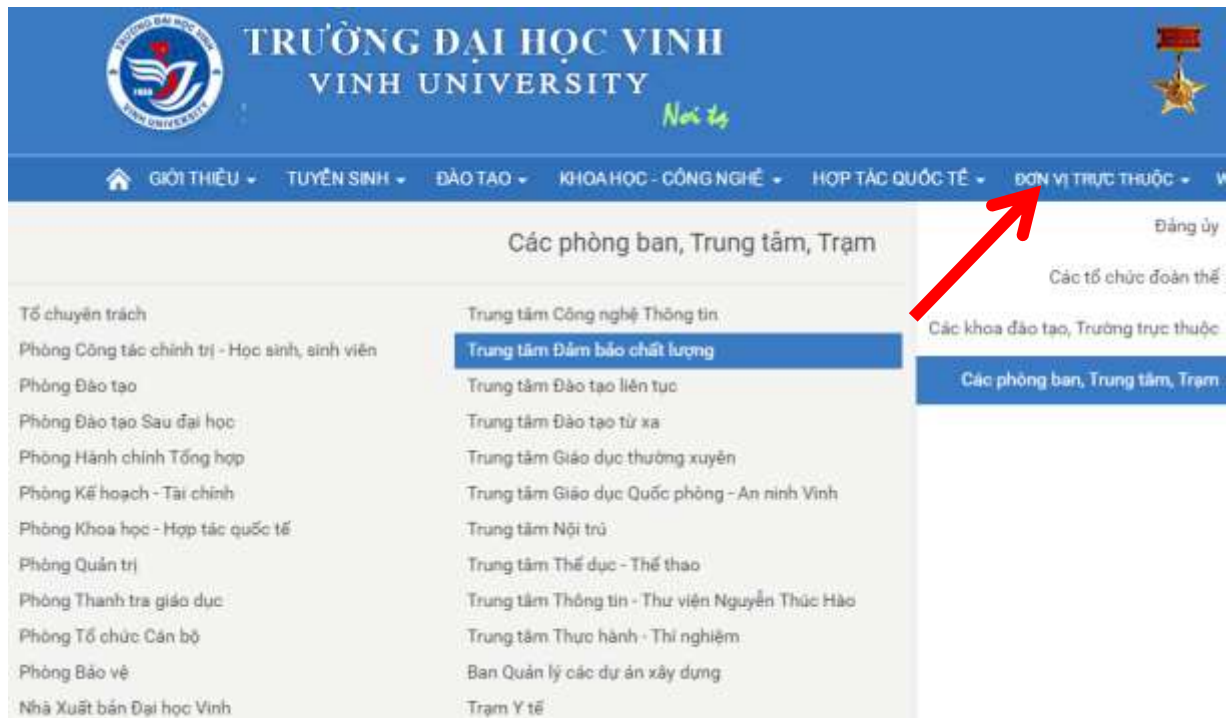 TRƯỜNG ĐẠI HỌC VINH
VINH UNIVERSITY
Nơi tạ
TRƯỜNG ĐẠI HỌC VINH
1959
VINH UNIVERSITY
GIỚI THIỆU
TUYỂN SINH
ĐÀO TẠO
KHOA HỌC - CÔNG NGHỆ
HỢP TÁC QUỐC TẾ
ĐƠN VỊ TRỰC THUỘC
Các phòng ban, Trung tâm, Trạm
Tổ chuyên trách
Phòng Công tác chính trị - Học sinh, sinh viên
Phòng Đào tạo
Phòng Đào tạo Sau đại học
Phòng Hành chính Tổng hợp
Phòng Kế hoạch - Tài chính
Phòng Khoa học - Hợp tác quốc tế
Phòng Quản trị
Phòng Thanh tra giáo dục
Phòng Tổ chức Cán bộ
Phòng Bảo vệ
Nhà Xuất bản Đại học Vinh
Trung tâm Công nghệ Thông tin
Trung tâm Đảm bảo chất lượng
Trung tâm Đào tạo liên tục
Trung tâm Đào tạo từ xa
Trung tâm Giáo dục thường xuyên
Trung tâm Giáo dục Quốc phòng - An ninh Vinh
Trung tâm Nội trú
Trung tâm Thể dục - Thể thao
Trung tâm Thông tin - Thư viện Nguyễn Thúc Hào
Trung tâm Thực hành - Thí nghiệm
Ban Quản lý các dự án xây dựng
Trạm Y tế
Đảng ủy
Các tổ chức đoàn thể
Các khoa đào tạo, Trường trực thuộc
Các phòng ban, Trung tâm, Trạm